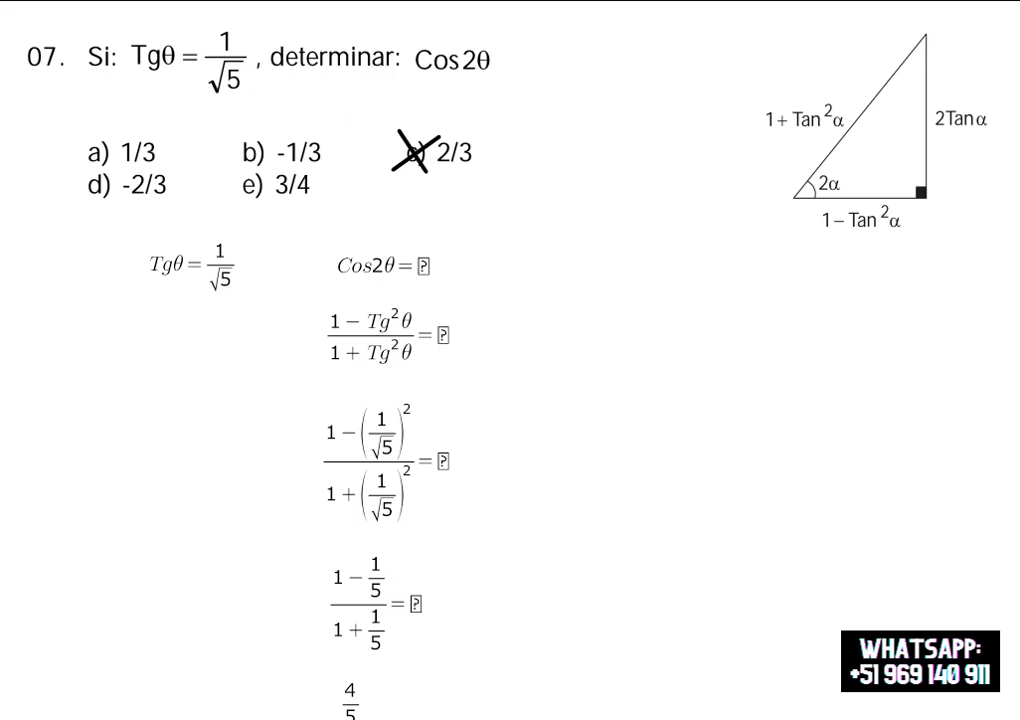 07. Si: Tgθ = 1/√5 , determinar: Cos2θ
a) 1/3 b) -1/3 c) 2/3
d) -2/3 e) 3/4
1 + Tan²α
2Tanα
2α
1 − Tan²α
Tgθ = 1/√5 Cos2θ = ?
(1 − Tg²θ)/(1 + Tg²θ) = ?
(1 − (1/√5)²)/(1 + (1/√5)²) = ?
(1 − 1/5)/(1 + 1/5) = ?
4/5
WHATSAPP:
+51 969 140 911